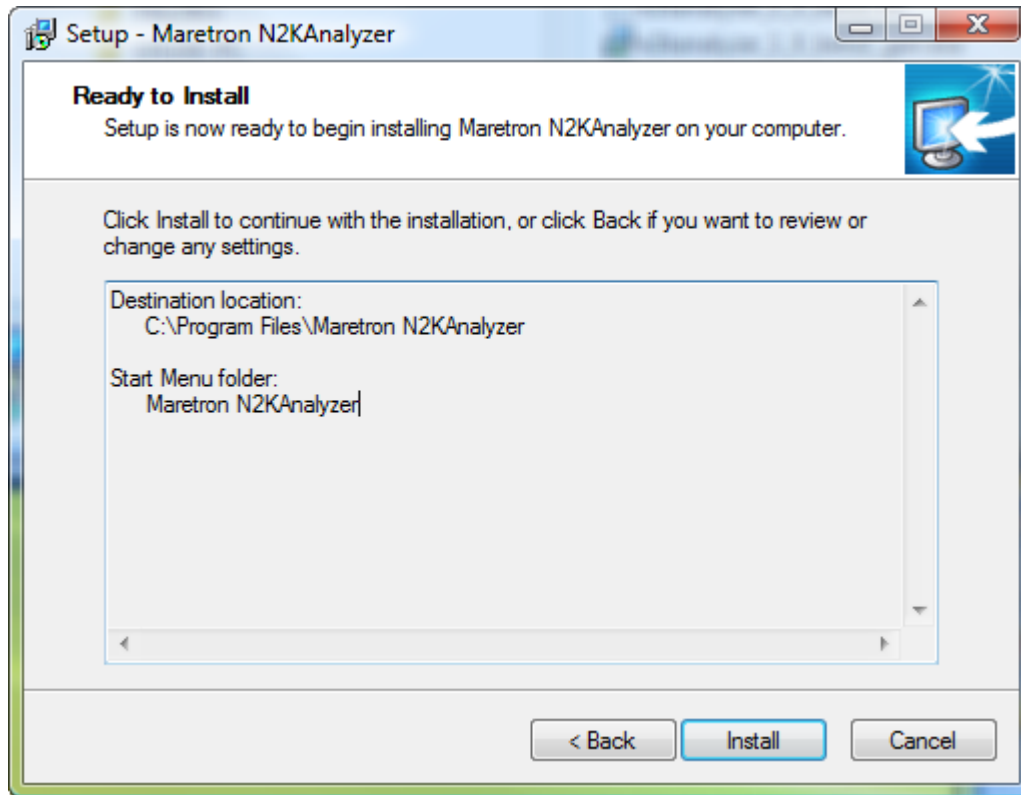 Setup - Maretron N2KAnalyzer
Ready to Install
Setup is now ready to begin installing Maretron N2KAnalyzer on your computer.
Click Install to continue with the installation, or click Back if you want to review or
change any settings.
Destination location:
C:\Program Files\Maretron N2KAnalyzer
Start Menu folder:
Maretron N2KAnalyzer
< Back Install Cancel